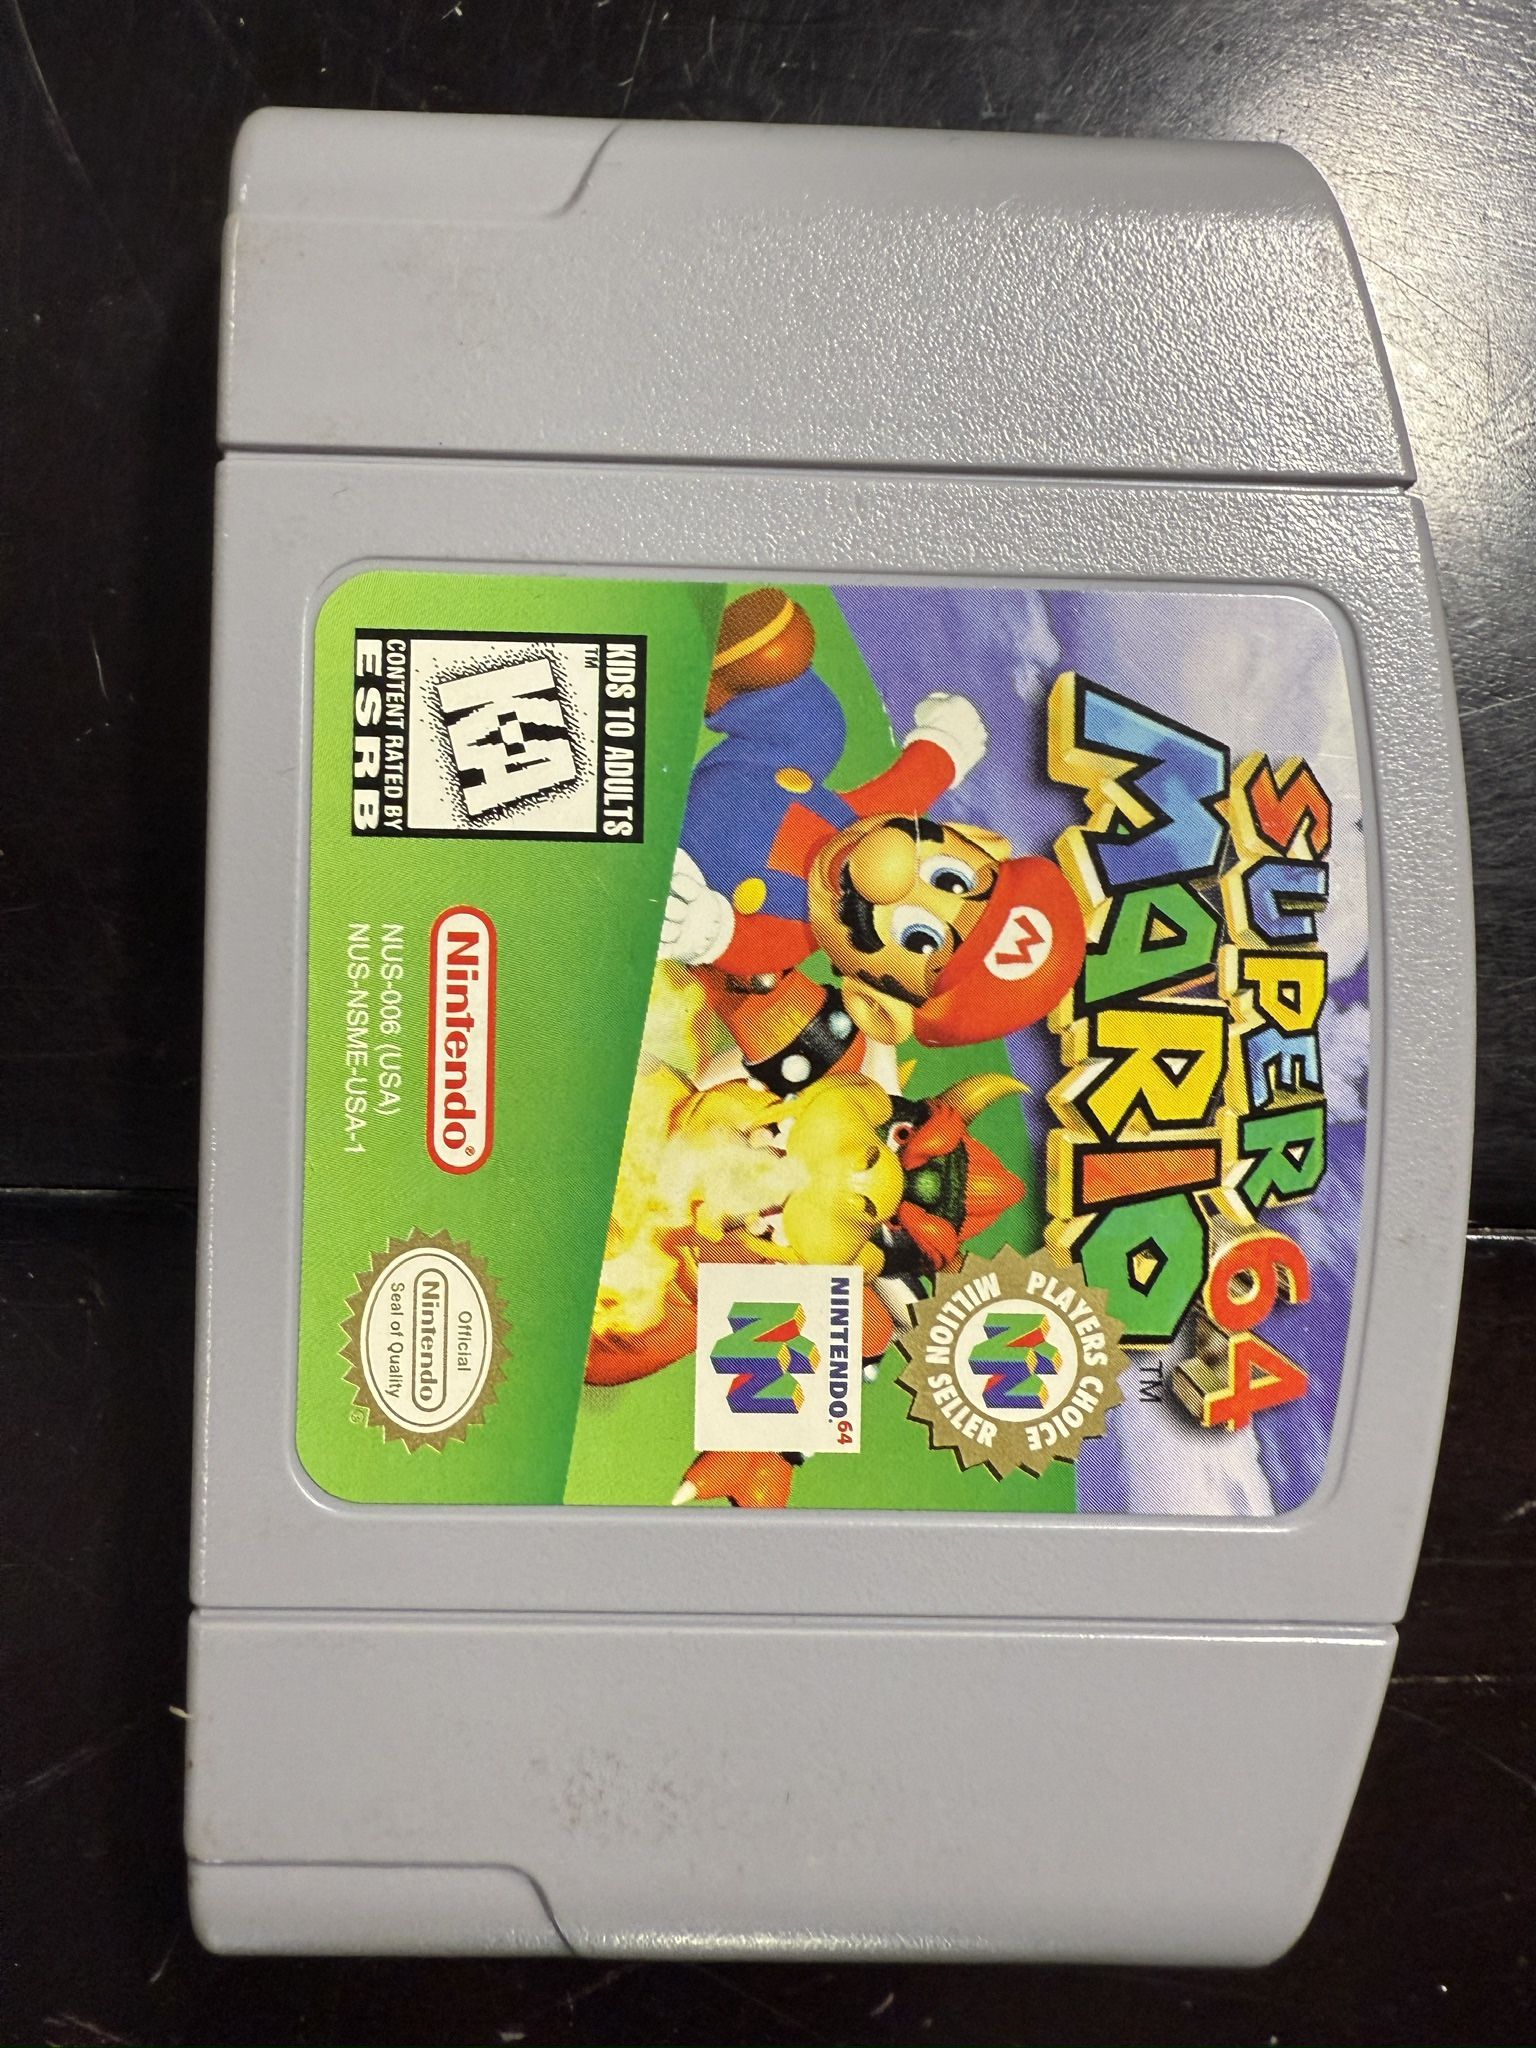 SUPER 64
MARIO
TM
M
PLAYERS CHOICE
MILLION SELLER
NINTENDO 64
KIDS TO ADULTS
TM
K-A
CONTENT RATED BY
ESRB
Nintendo®
NUS-006 (USA)
NUS-NSME-USA-1
Official
Nintendo
Seal of Quality